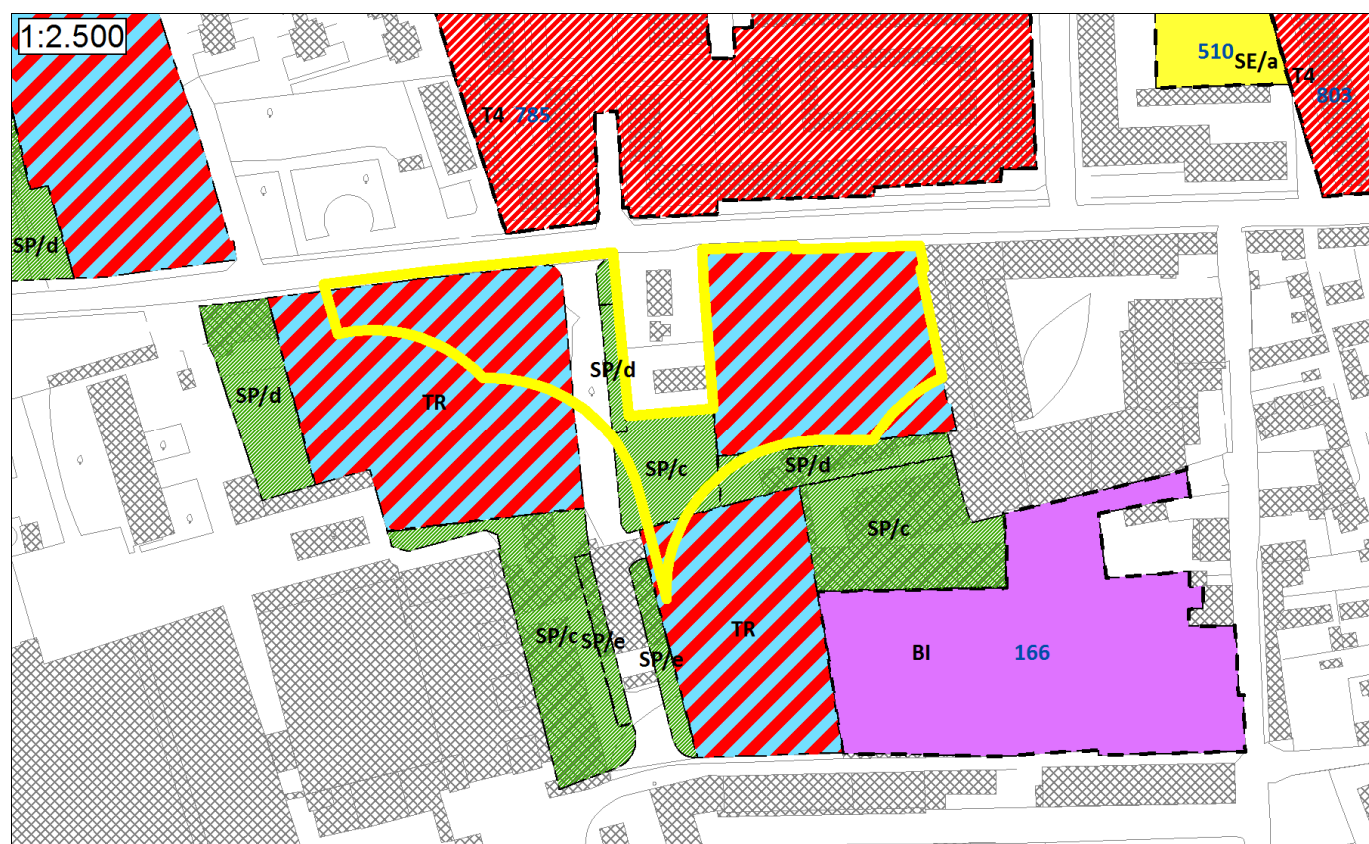 1:2.500
510 SE/a
T4 785
T4
803
SP/d
SP/d
SP/d
TR
SP/c
SP/d
SP/c
SP/c
SP/e
SP/e
TR
BI 166